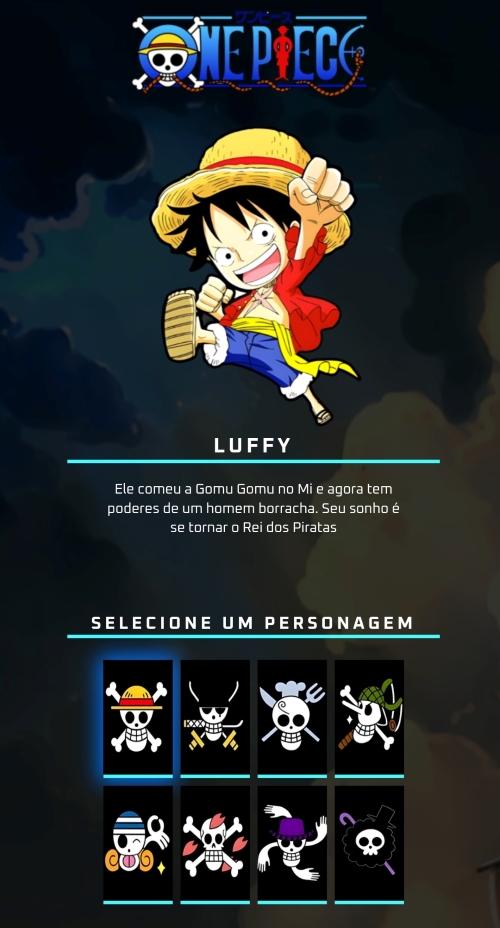 ワンピース
ONE PIECE
LUFFY
Ele comeu a Gomu Gomu no Mi e agora tem
poderes de um homem borracha. Seu sonho é
se tornar o Rei dos Piratas
SELECIONE UM PERSONAGEM